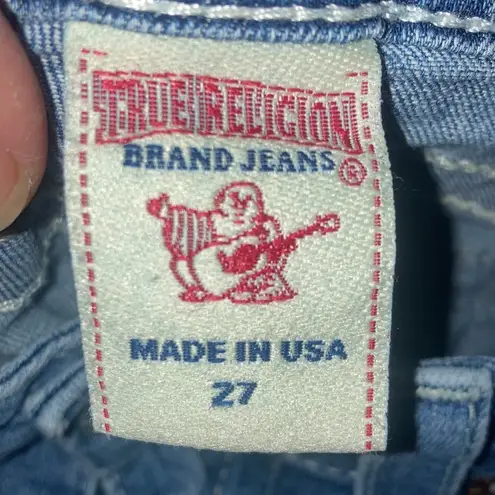 TRUE RELIGION
BRAND JEANS ®
MADE IN USA
27